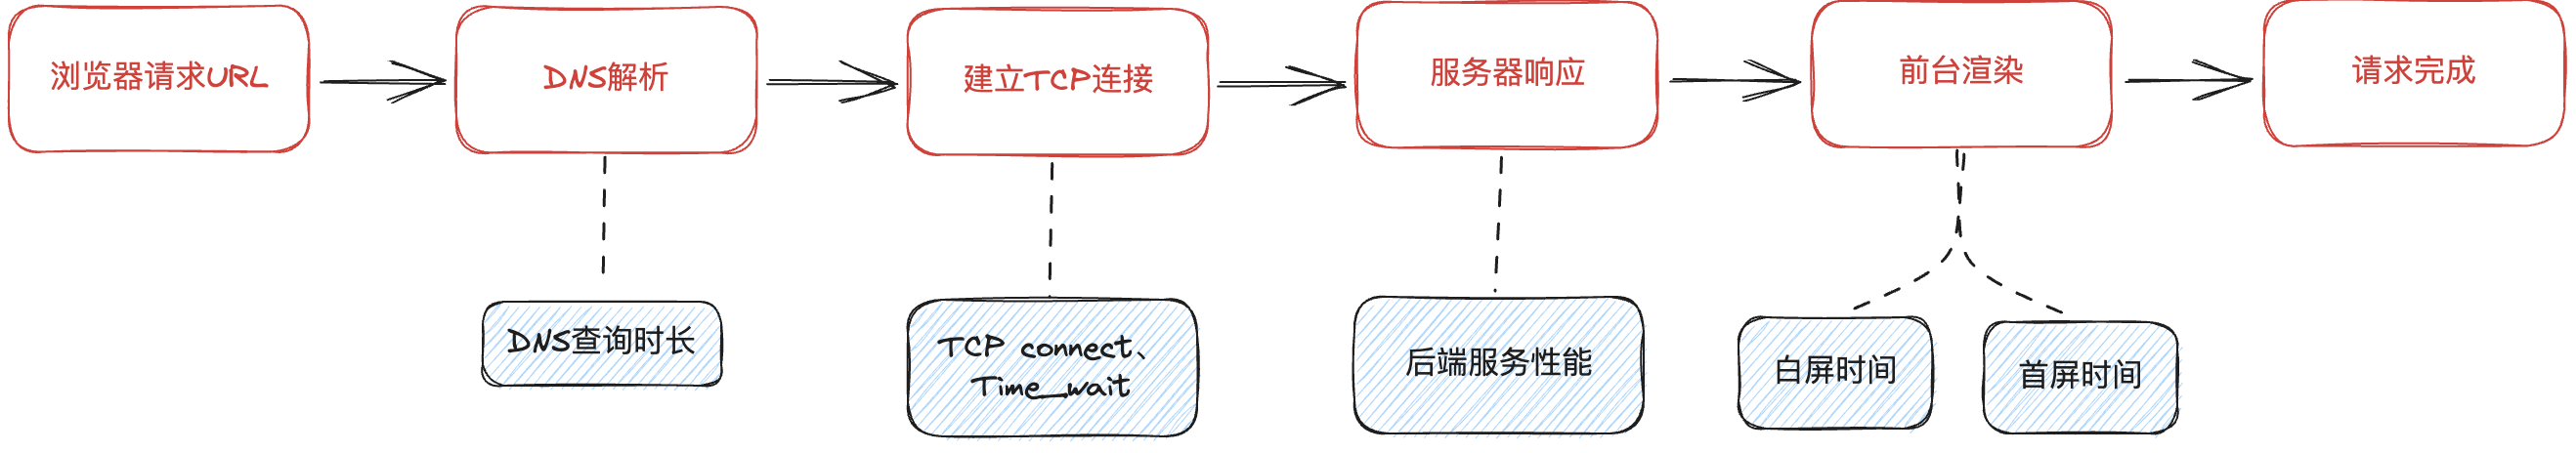 浏览器请求URL
DNS解析
建立TCP连接
服务器响应
前台渲染
请求完成
DNS查询时长
TCP connect、
Time_wait
后端服务性能
白屏时间
首屏时间